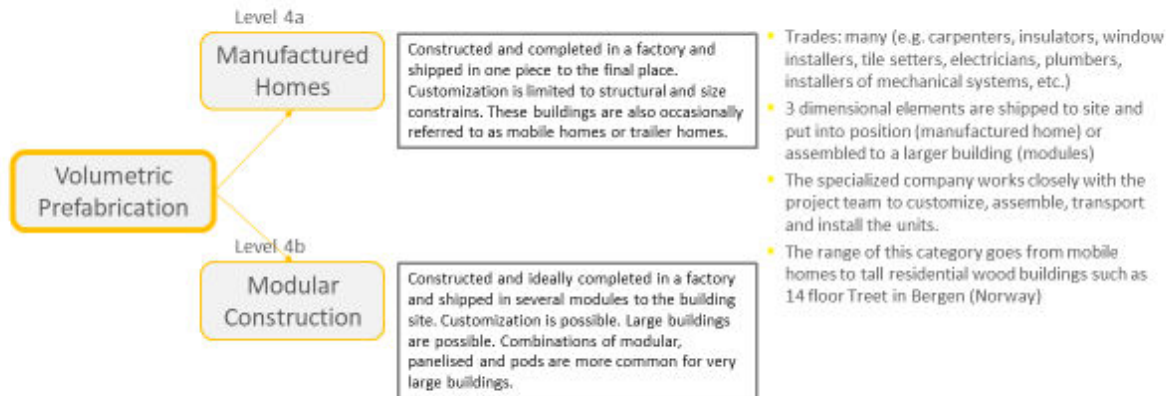 Level 4a
Manufactured
Homes
Constructed and completed in a factory and
shipped in one piece to the final place.
Customization is limited to structural and size
constrains. These buildings are also occasionally
referred to as mobile homes or trailer homes.
Volumetric
Prefabrication
Level 4b
Modular
Construction
Constructed and ideally completed in a factory
and shipped in several modules to the building
site. Customization is possible. Large buildings
are possible. Combinations of modular,
panelised and pods are more common for very
large buildings.
• Trades: many (e.g. carpenters, insulators, window
installers, tile setters, electricians, plumbers,
installers of mechanical systems, etc.)
• 3 dimensional elements are shipped to site and
put into position (manufactured home) or
assembled to a larger building (modules)
• The specialized company works closely with the
project team to customize, assemble, transport
and install the units.
• The range of this category goes from mobile
homes to tall residential wood buildings such as
14 floor Treet in Bergen (Norway)